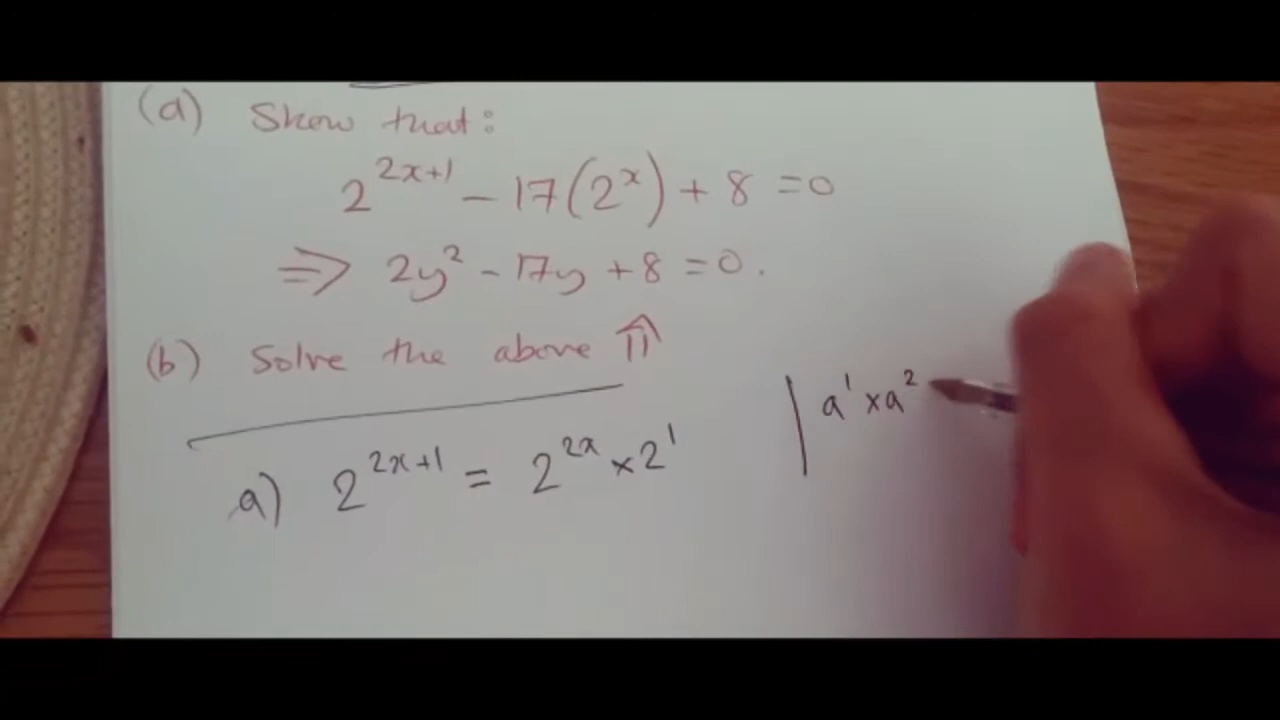 (a) Show that:
2^{2x+1} - 17(2^x) + 8 = 0
⇒ 2y² - 17y + 8 = 0.
(b) Solve the above ⇑
a) 2^{2x+1} = 2^{2x} × 2^1
a^1 × a^2